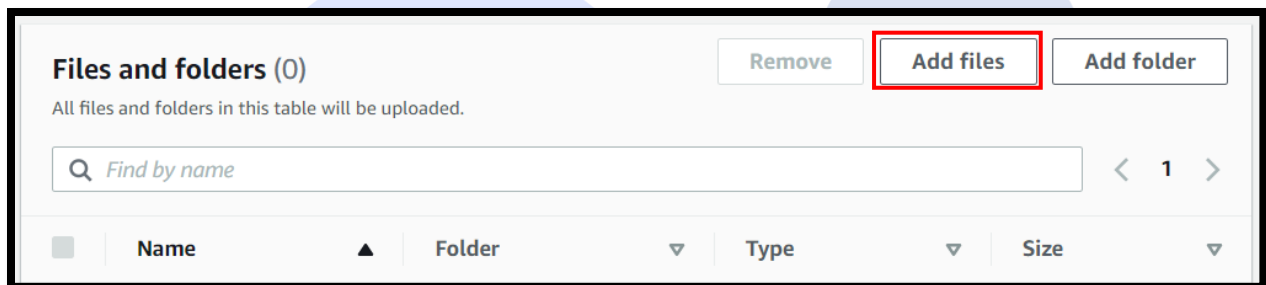 Files and folders (0)
Remove
Add files
Add folder
All files and folders in this table will be uploaded.
Find by name
1
Name
Folder
Type
Size